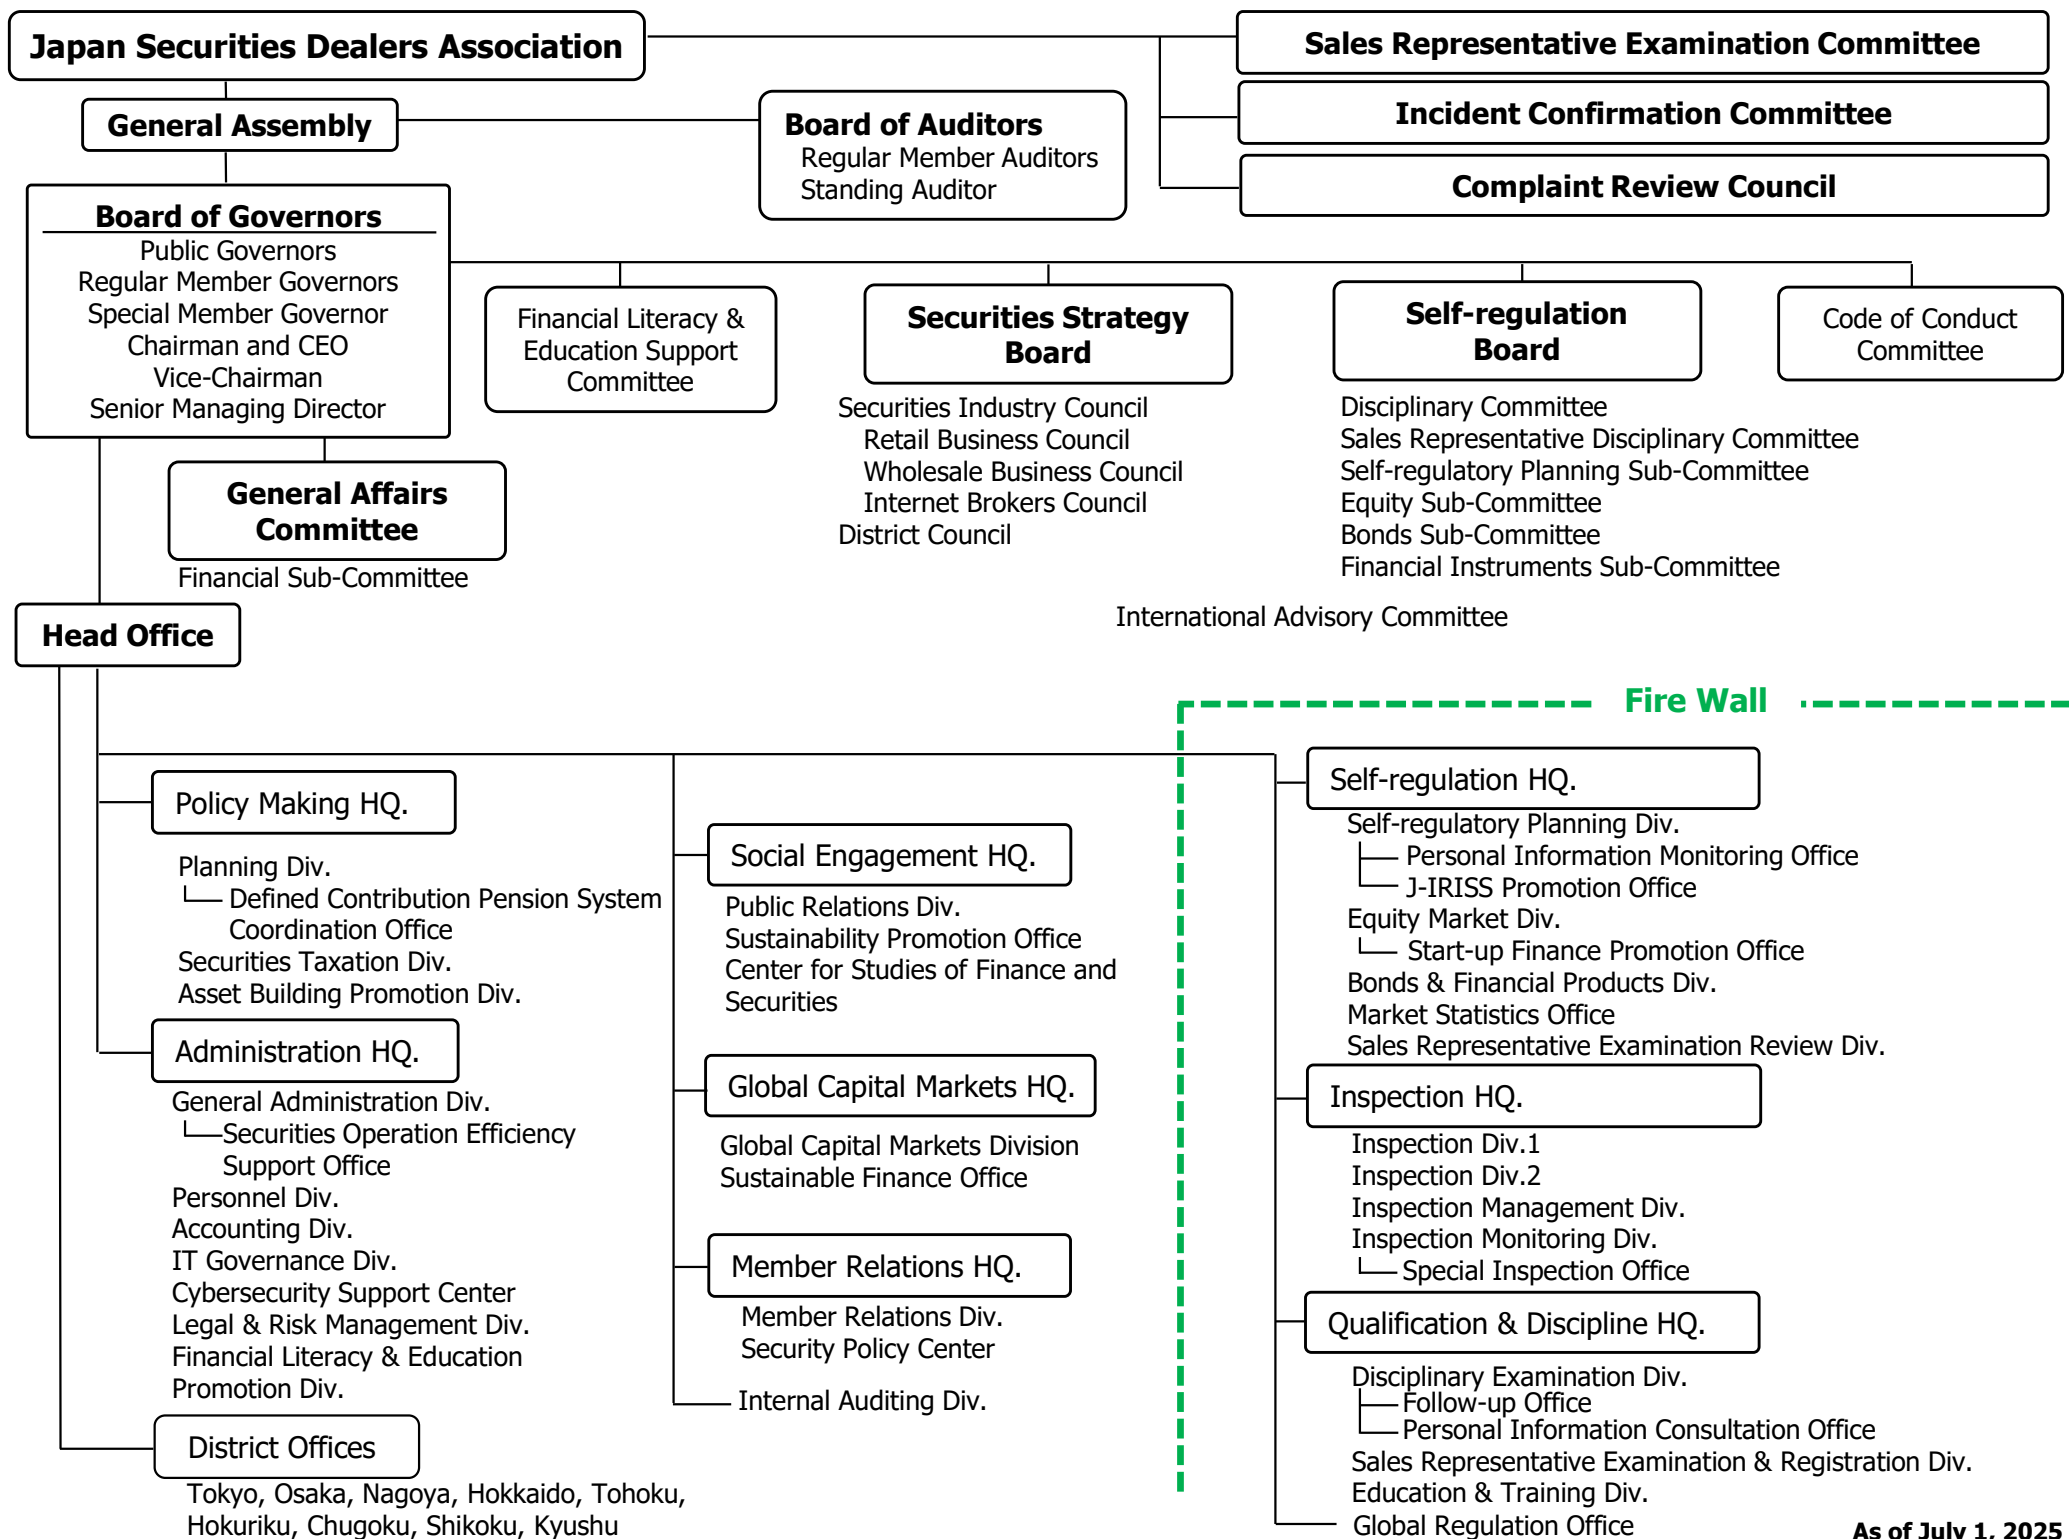 Japan Securities Dealers Association
Sales Representative Examination Committee
Incident Confirmation Committee
Complaint Review Council
General Assembly
Board of Auditors
Regular Member Auditors
Standing Auditor
Board of Governors
Public Governors
Regular Member Governors
Special Member Governor
Chairman and CEO
Vice-Chairman
Senior Managing Director
Financial Literacy &
Education Support
Committee
Securities Strategy
Board
Securities Industry Council
Retail Business Council
Wholesale Business Council
Internet Brokers Council
District Council
Self-regulation
Board
Disciplinary Committee
Sales Representative Disciplinary Committee
Self-regulatory Planning Sub-Committee
Equity Sub-Committee
Bonds Sub-Committee
Financial Instruments Sub-Committee
Code of Conduct
Committee
General Affairs
Committee
Financial Sub-Committee
International Advisory Committee
Head Office
Fire Wall
Policy Making HQ.
Planning Div.
Defined Contribution Pension System
Coordination Office
Securities Taxation Div.
Asset Building Promotion Div.
Administration HQ.
General Administration Div.
Securities Operation Efficiency
Support Office
Personnel Div.
Accounting Div.
IT Governance Div.
Cybersecurity Support Center
Legal & Risk Management Div.
Financial Literacy & Education
Promotion Div.
District Offices
Tokyo, Osaka, Nagoya, Hokkaido, Tohoku,
Hokuriku, Chugoku, Shikoku, Kyushu
Social Engagement HQ.
Public Relations Div.
Sustainability Promotion Office
Center for Studies of Finance and
Securities
Global Capital Markets HQ.
Global Capital Markets Division
Sustainable Finance Office
Member Relations HQ.
Member Relations Div.
Security Policy Center
Internal Auditing Div.
Self-regulation HQ.
Self-regulatory Planning Div.
Personal Information Monitoring Office
J-IRISS Promotion Office
Equity Market Div.
Start-up Finance Promotion Office
Bonds & Financial Products Div.
Market Statistics Office
Sales Representative Examination Review Div.
Inspection HQ.
Inspection Div.1
Inspection Div.2
Inspection Management Div.
Inspection Monitoring Div.
Special Inspection Office
Qualification & Discipline HQ.
Disciplinary Examination Div.
Follow-up Office
Personal Information Consultation Office
Sales Representative Examination & Registration Div.
Education & Training Div.
Global Regulation Office
As of July 1, 2025